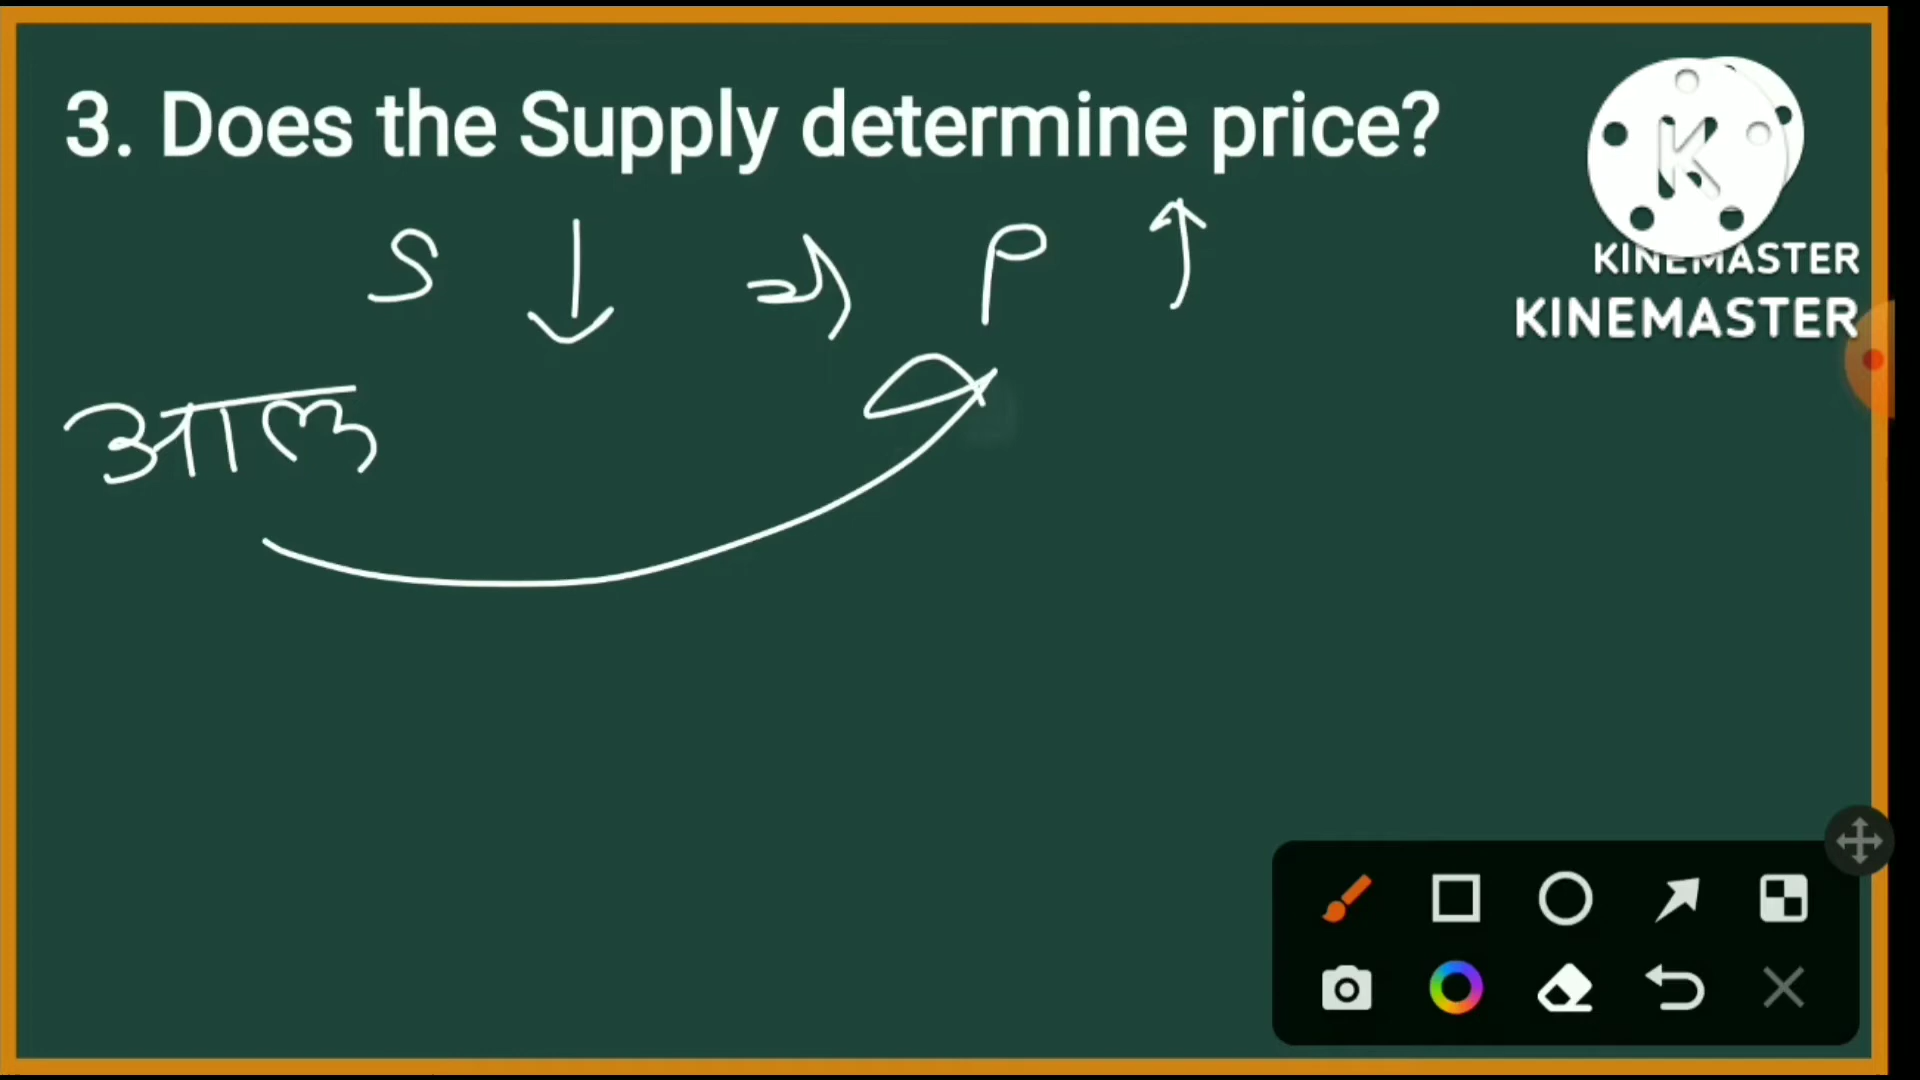 3. Does the Supply determine price?
S ↓ ⇒ P ↑
आलू
K
KINEMASTER
KINEMASTER